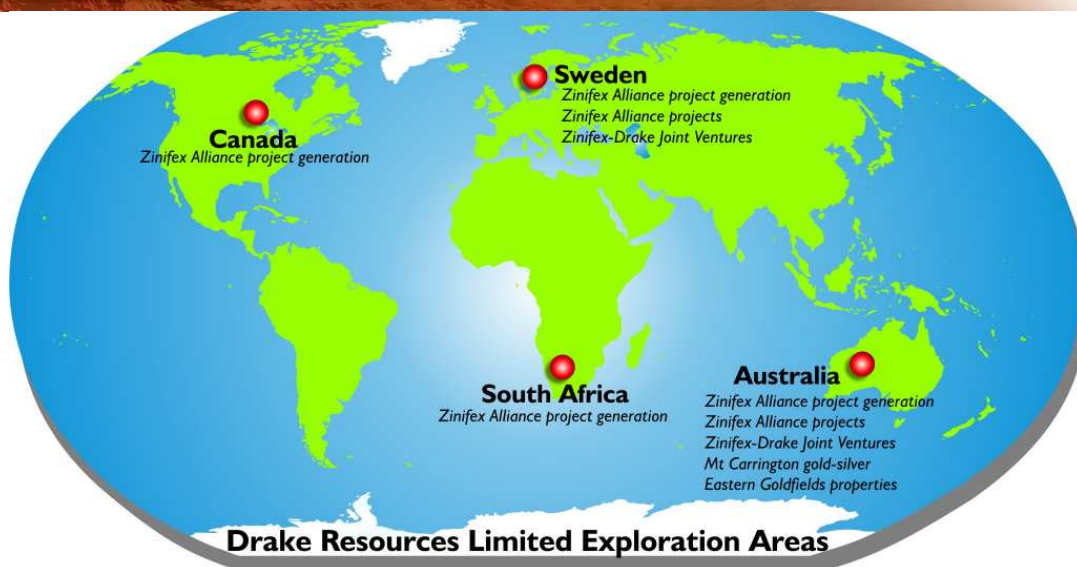 Sweden
Zinifex Alliance project generation
Zinifex Alliance projects
Zinifex-Drake Joint Ventures
Canada
Zinifex Alliance project generation
South Africa
Zinifex Alliance project generation
Australia
Zinifex Alliance project generation
Zinifex Alliance projects
Zinifex-Drake Joint Ventures
Mt Carrington gold-silver
Eastern Goldfields properties
Drake Resources Limited Exploration Areas